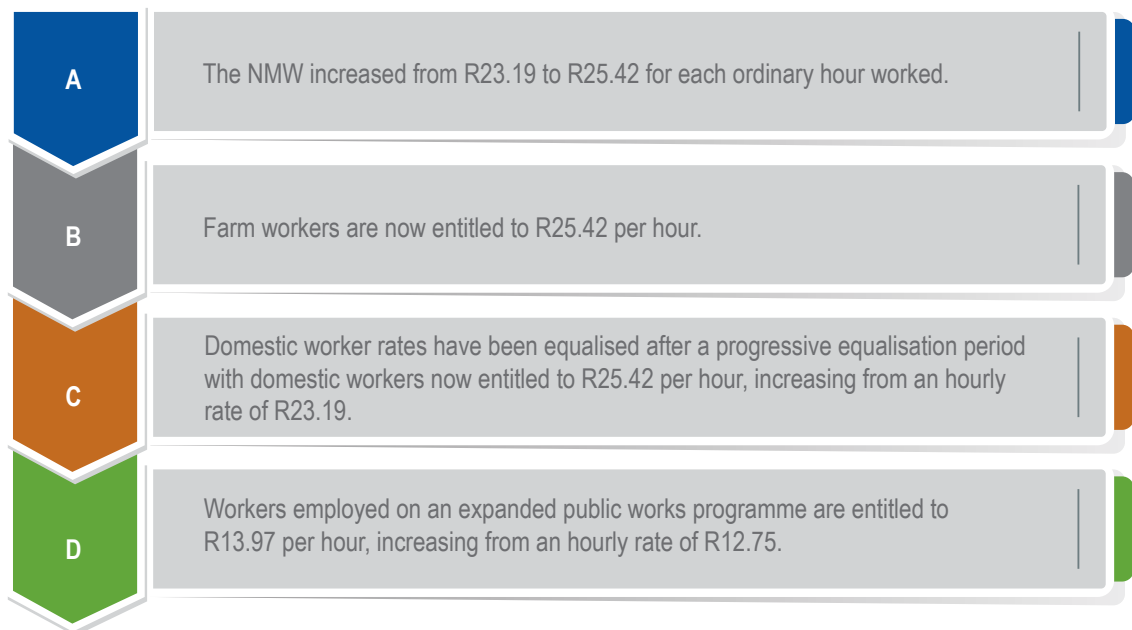 A
The NMW increased from R23.19 to R25.42 for each ordinary hour worked.
B
Farm workers are now entitled to R25.42 per hour.
C
Domestic worker rates have been equalised after a progressive equalisation period
with domestic workers now entitled to R25.42 per hour, increasing from an hourly
rate of R23.19.
D
Workers employed on an expanded public works programme are entitled to
R13.97 per hour, increasing from an hourly rate of R12.75.